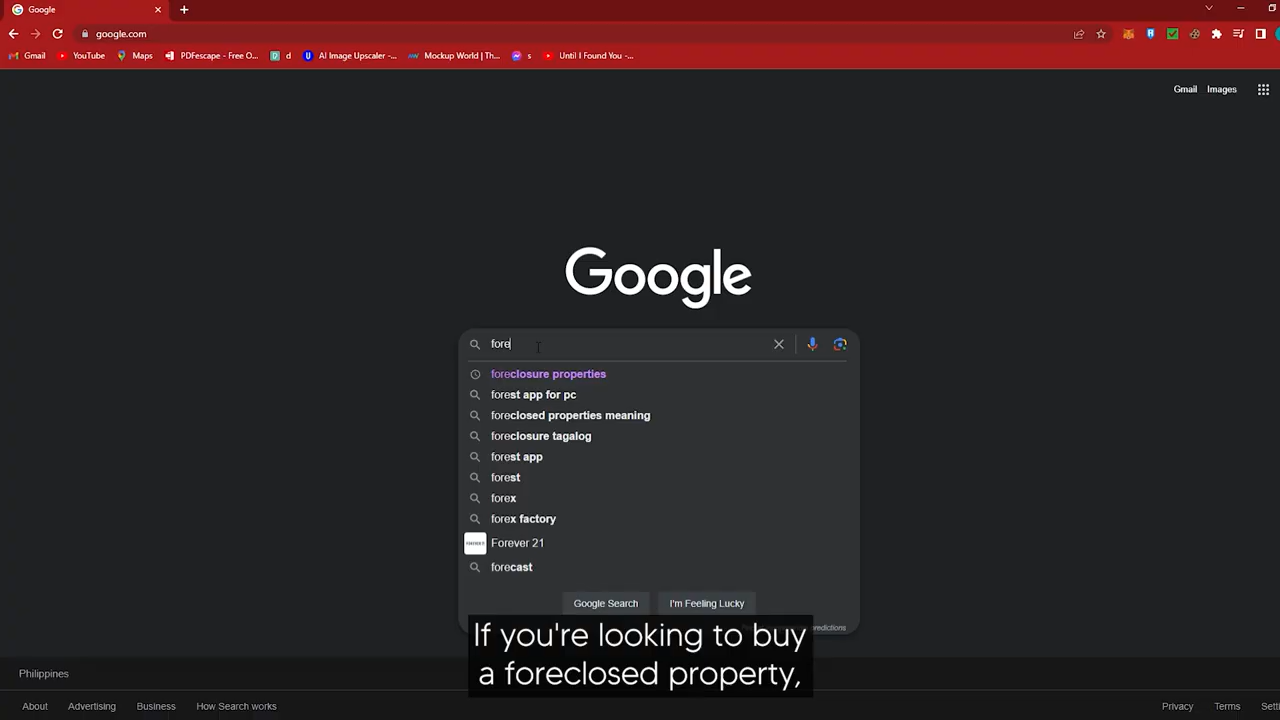 Google
google.com
Gmail
YouTube
Maps
PDFescape - Free O...
d
AI Image Upscaler -...
Mockup World | Th...
s
Until I Found You -...
Gmail
Images
Google
fore
foreclosure properties
forest app for pc
foreclosed properties meaning
foreclosure tagalog
forest app
forest
forex
forex factory
Forever 21
forecast
Google Search
I'm Feeling Lucky
predictions
If you're looking to buy
a foreclosed property,
Philippines
About
Advertising
Business
How Search works
Privacy
Terms
Setti